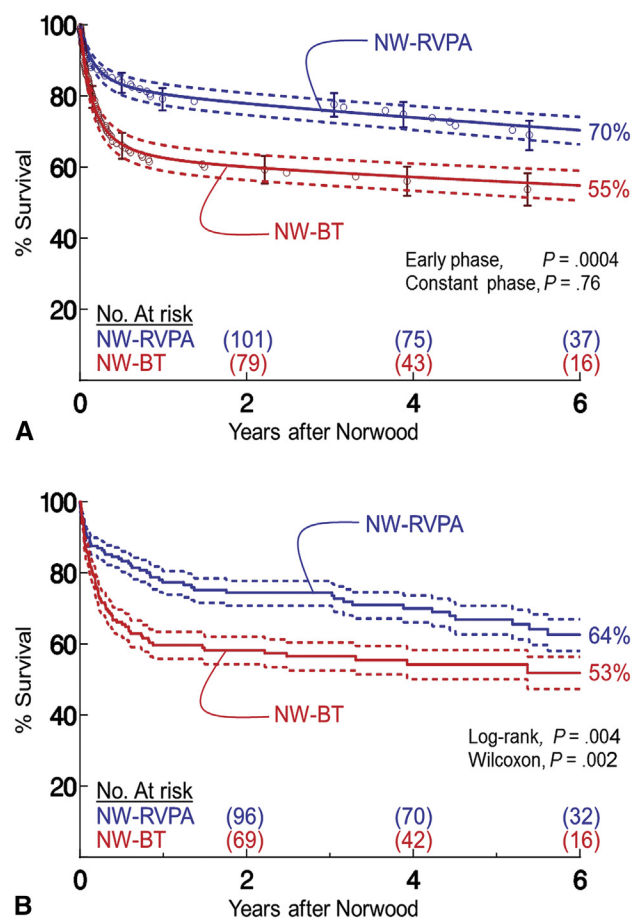 100
80
60
40
20
% Survival
NW-RVPA
70%
55%
NW-BT
Early phase, P = .0004
Constant phase, P = .76
No. At risk
NW-RVPA (101) (75) (37)
NW-BT (79) (43) (16)
0 2 4 6
Years after Norwood
A
100
80
60
40
20
% Survival
NW-RVPA
64%
53%
NW-BT
Log-rank, P = .004
Wilcoxon, P = .002
No. At risk
NW-RVPA (96) (70) (32)
NW-BT (69) (42) (16)
0 2 4 6
Years after Norwood
B